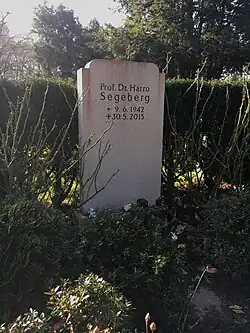 Prof. Dr. Harro
Segeberg
+ 9. 6. 1942
+ 30. 5. 2015